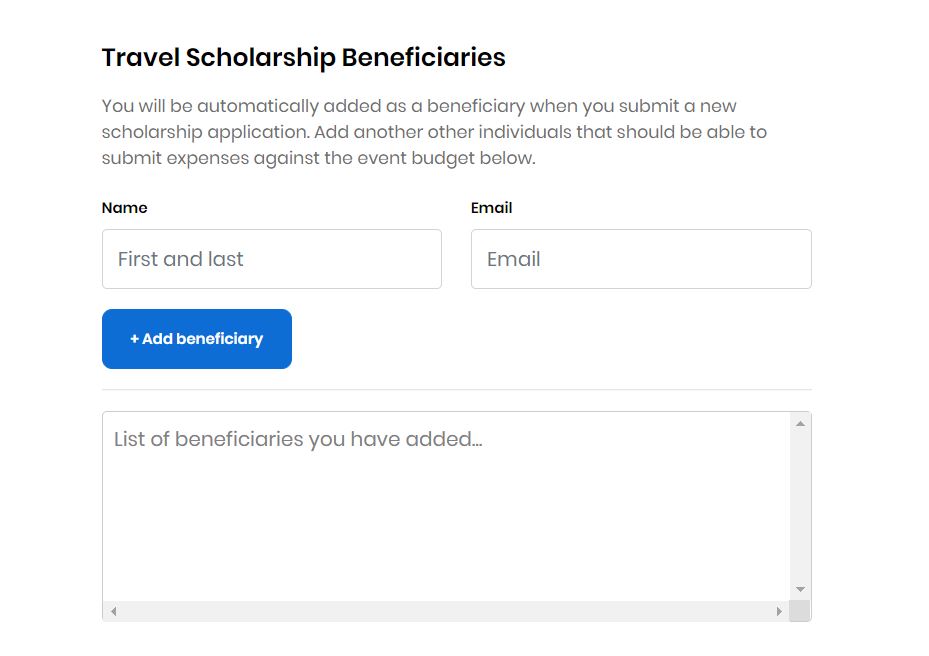 Travel Scholarship Beneficiaries
You will be automatically added as a beneficiary when you submit a new
scholarship application. Add another other individuals that should be able to
submit expenses against the event budget below.
Name
Email
First and last
Email
+ Add beneficiary
List of beneficiaries you have added...